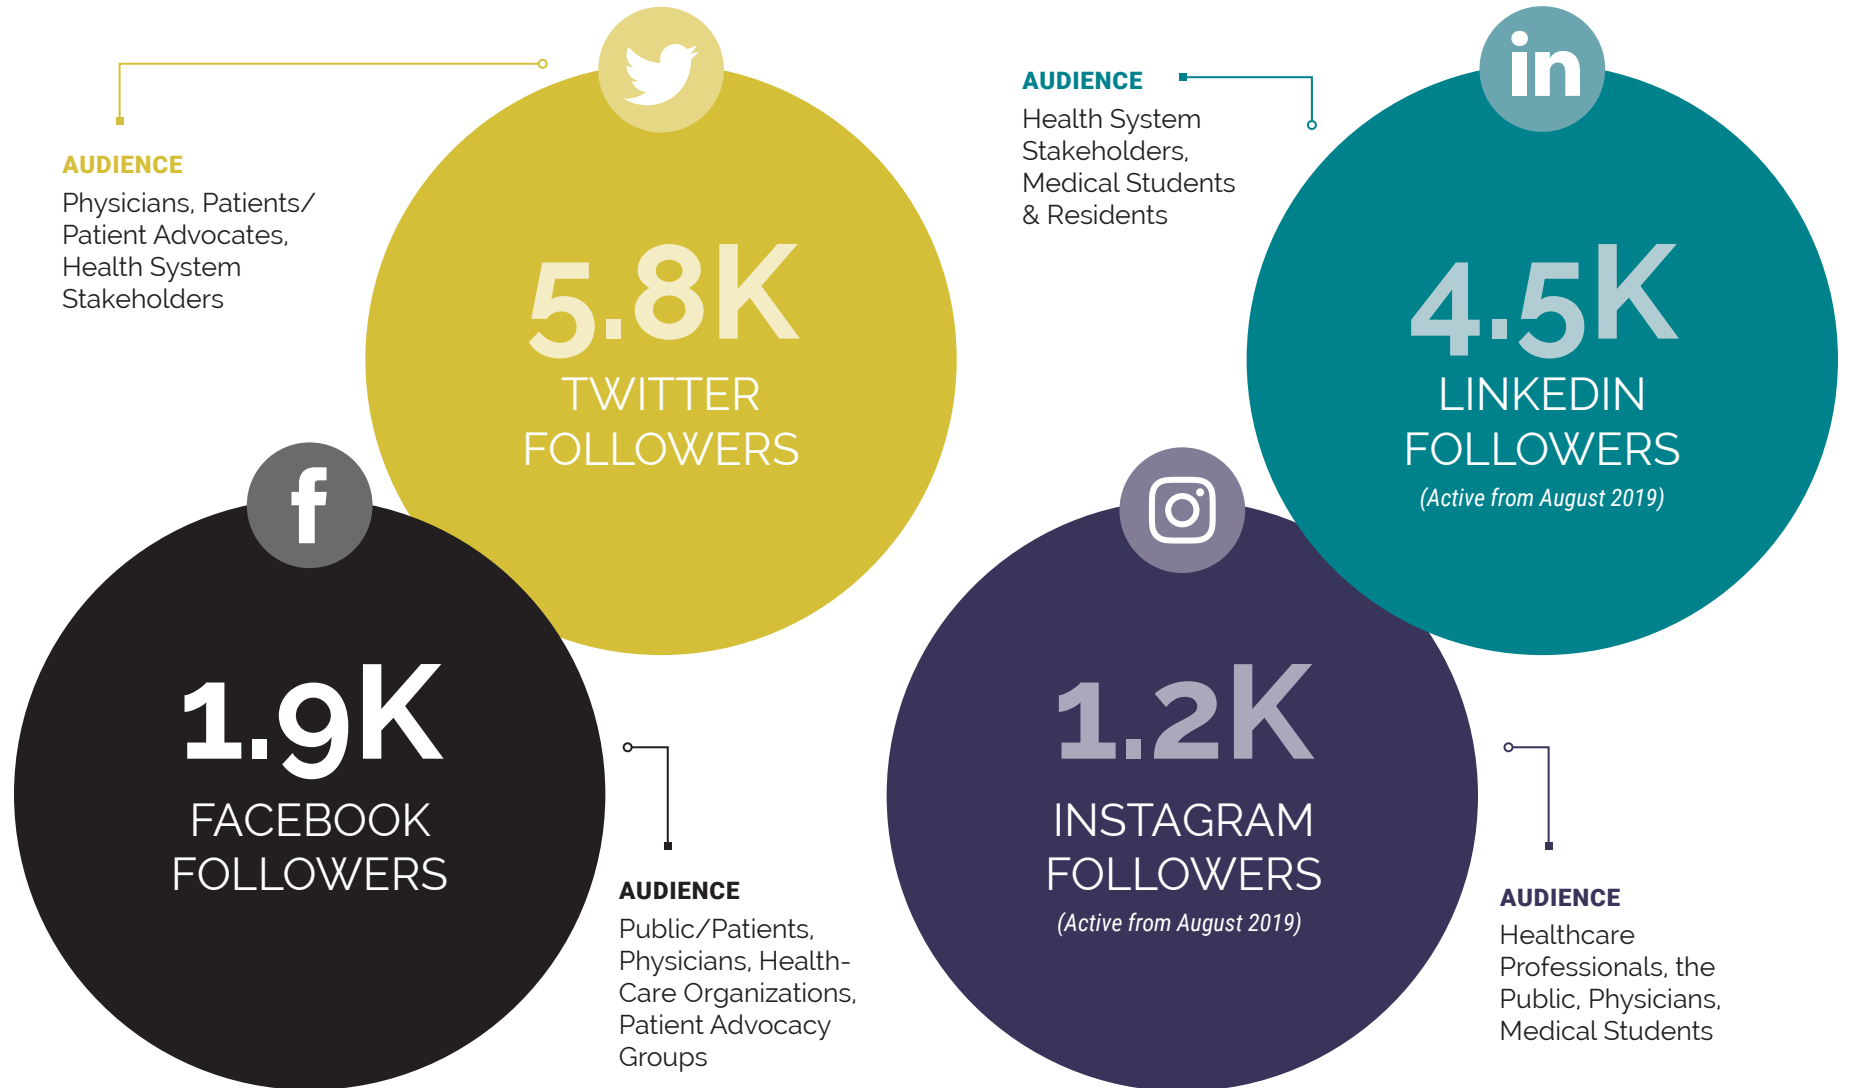 AUDIENCE
Physicians, Patients/
Patient Advocates,
Health System
Stakeholders
5.8K
TWITTER
FOLLOWERS
AUDIENCE
Health System
Stakeholders,
Medical Students
& Residents
in
4.5K
LINKEDIN
FOLLOWERS
(Active from August 2019)
f
1.9K
FACEBOOK
FOLLOWERS
AUDIENCE
Public/Patients,
Physicians, Health-
Care Organizations,
Patient Advocacy
Groups
1.2K
INSTAGRAM
FOLLOWERS
(Active from August 2019)
AUDIENCE
Healthcare
Professionals, the
Public, Physicians,
Medical Students